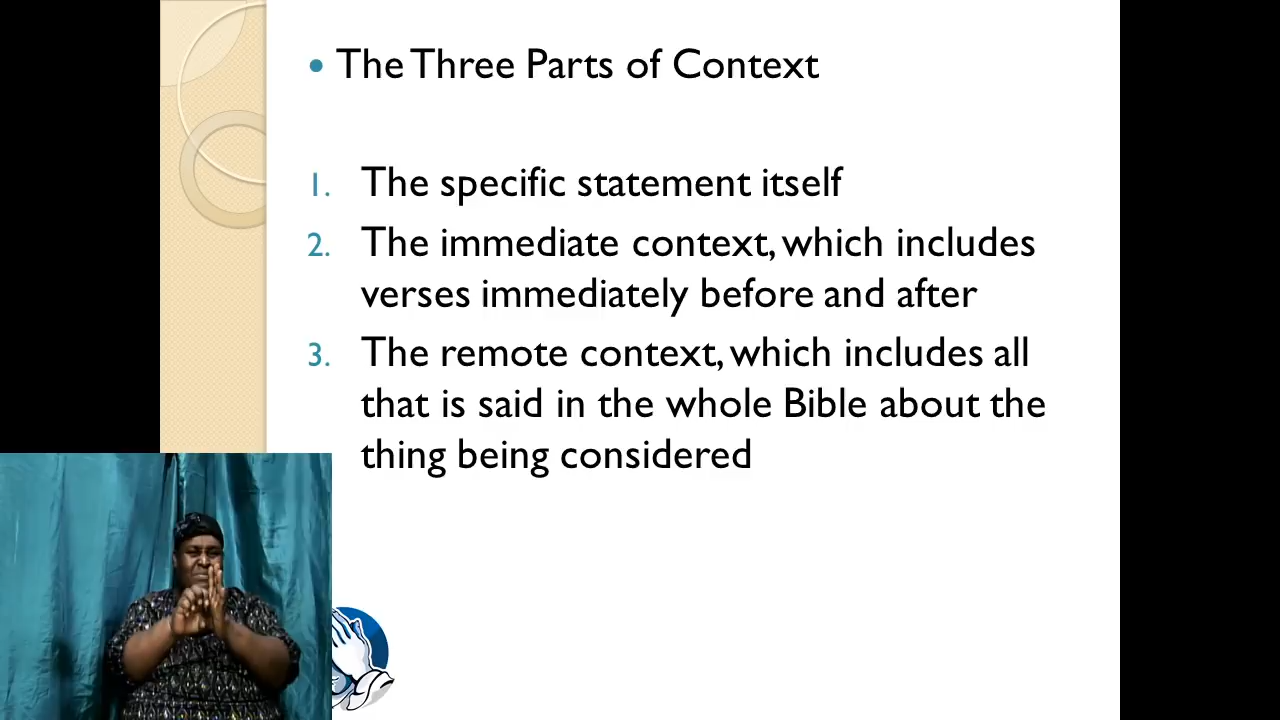 • The Three Parts of Context
1. The specific statement itself
2. The immediate context, which includes
verses immediately before and after
3. The remote context, which includes all
that is said in the whole Bible about the
thing being considered